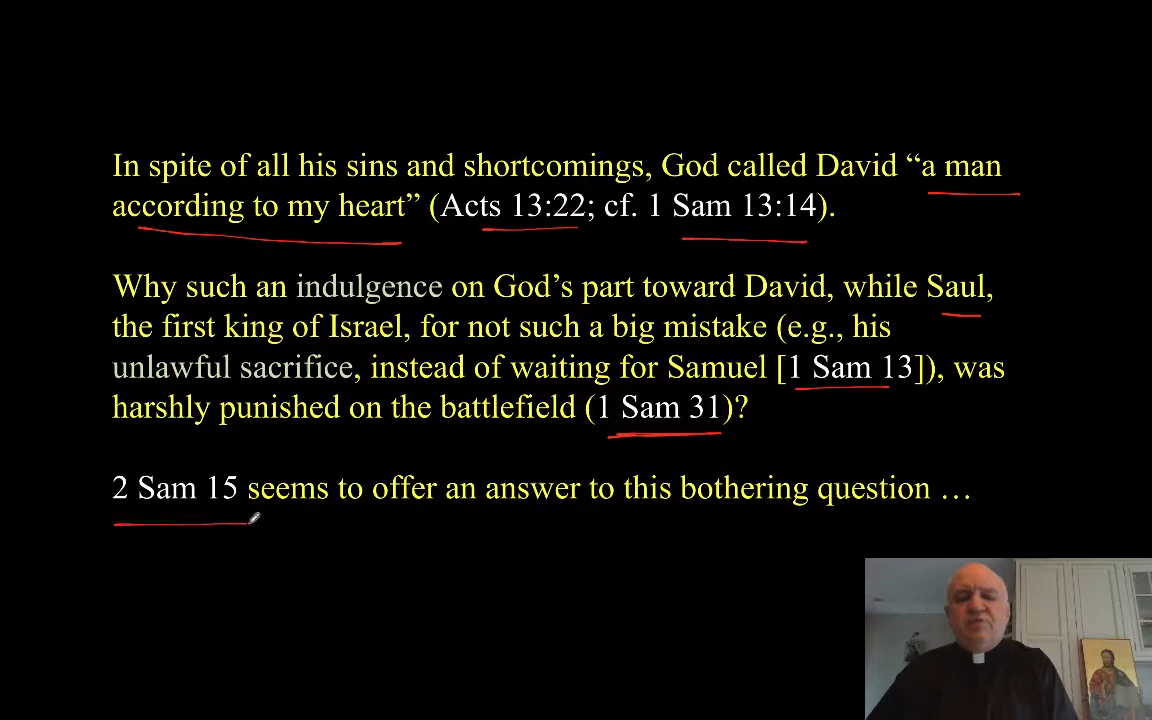 In spite of all his sins and shortcomings, God called David “a man
according to my heart” (Acts 13:22; cf. 1 Sam 13:14).
Why such an indulgence on God’s part toward David, while Saul,
the first king of Israel, for not such a big mistake (e.g., his
unlawful sacrifice, instead of waiting for Samuel [1 Sam 13]), was
harshly punished on the battlefield (1 Sam 31)?
2 Sam 15 seems to offer an answer to this bothering question …